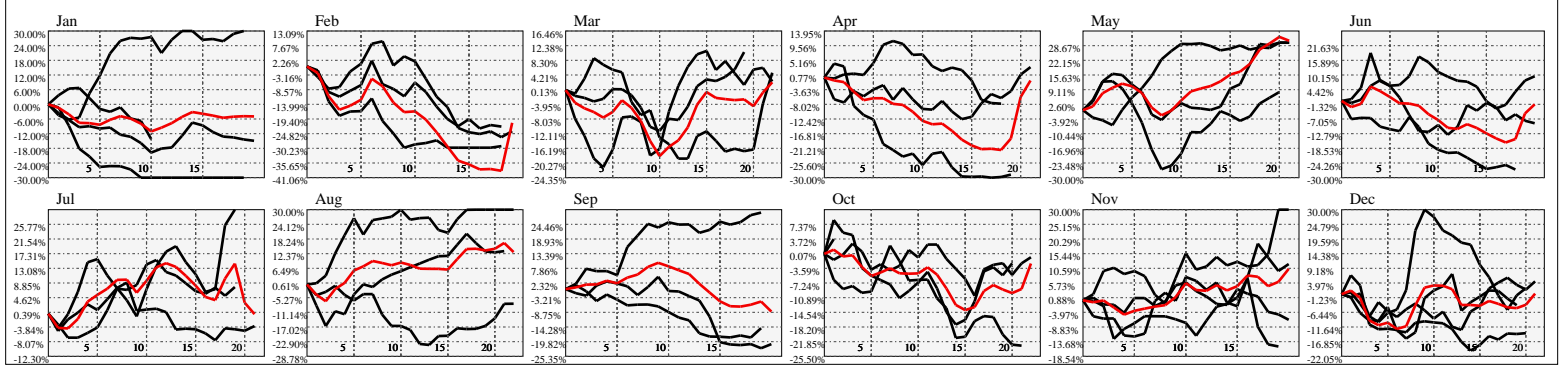 Jan Feb Mar Apr May Jun
30.00% 13.09% 16.46% 13.95%
24.00% 7.67% 12.38% 9.56% 28.67% 21.63%
18.00% 2.26% 8.30% 5.17% 22.15% 15.89%
12.00% -3.16% 4.21% 0.77% 15.63% 10.15%
6.00% -8.57% 0.13% -3.63% 9.11% 4.42%
0.00% -13.99% -3.95% -8.02% 2.60% -1.32%
-6.00% -19.40% -8.03% -12.42% -3.92% -7.05%
-12.00% -24.82% -12.11% -16.81% -10.44% -12.79%
-18.00% -30.23% -16.19% -21.21% -16.96% -18.53%
-24.00% -35.65% -20.27% -25.60% -23.48% -24.26%
5 10 15 5 10 15 5 10 15 20 5 10 15 20 5 10 15 20 5 10 15
-30.00% -41.06% -24.35% -30.00% -30.00% -30.00%
Jul Aug Sep Oct Nov Dec
30.00% 30.00% 30.00%
25.77% 24.12% 24.46% 7.37% 25.15% 24.79%
21.54% 18.24% 18.93% 3.72% 20.29% 19.59%
17.31% 12.37% 13.39% 0.07% 15.44% 14.38%
13.08% 6.49% 7.86% -3.59% 10.59% 9.18%
8.85% 0.61% 2.32% -7.24% 5.73% 3.97%
4.62% -5.27% -3.21% -10.89% 0.88% -1.23%
0.39% -11.14% -8.75% -14.54% -3.97% -6.44%
-3.84% -17.02% -14.28% -18.20% -8.83% -11.64%
-8.07% -22.90% -19.82% -21.85% -13.68% -16.85%
5 10 15 20 5 10 15 20 5 10 15 5 10 15 20 5 10 15 5 10 15 20
-12.30% -28.78% -25.35% -25.50% -18.54% -22.05%